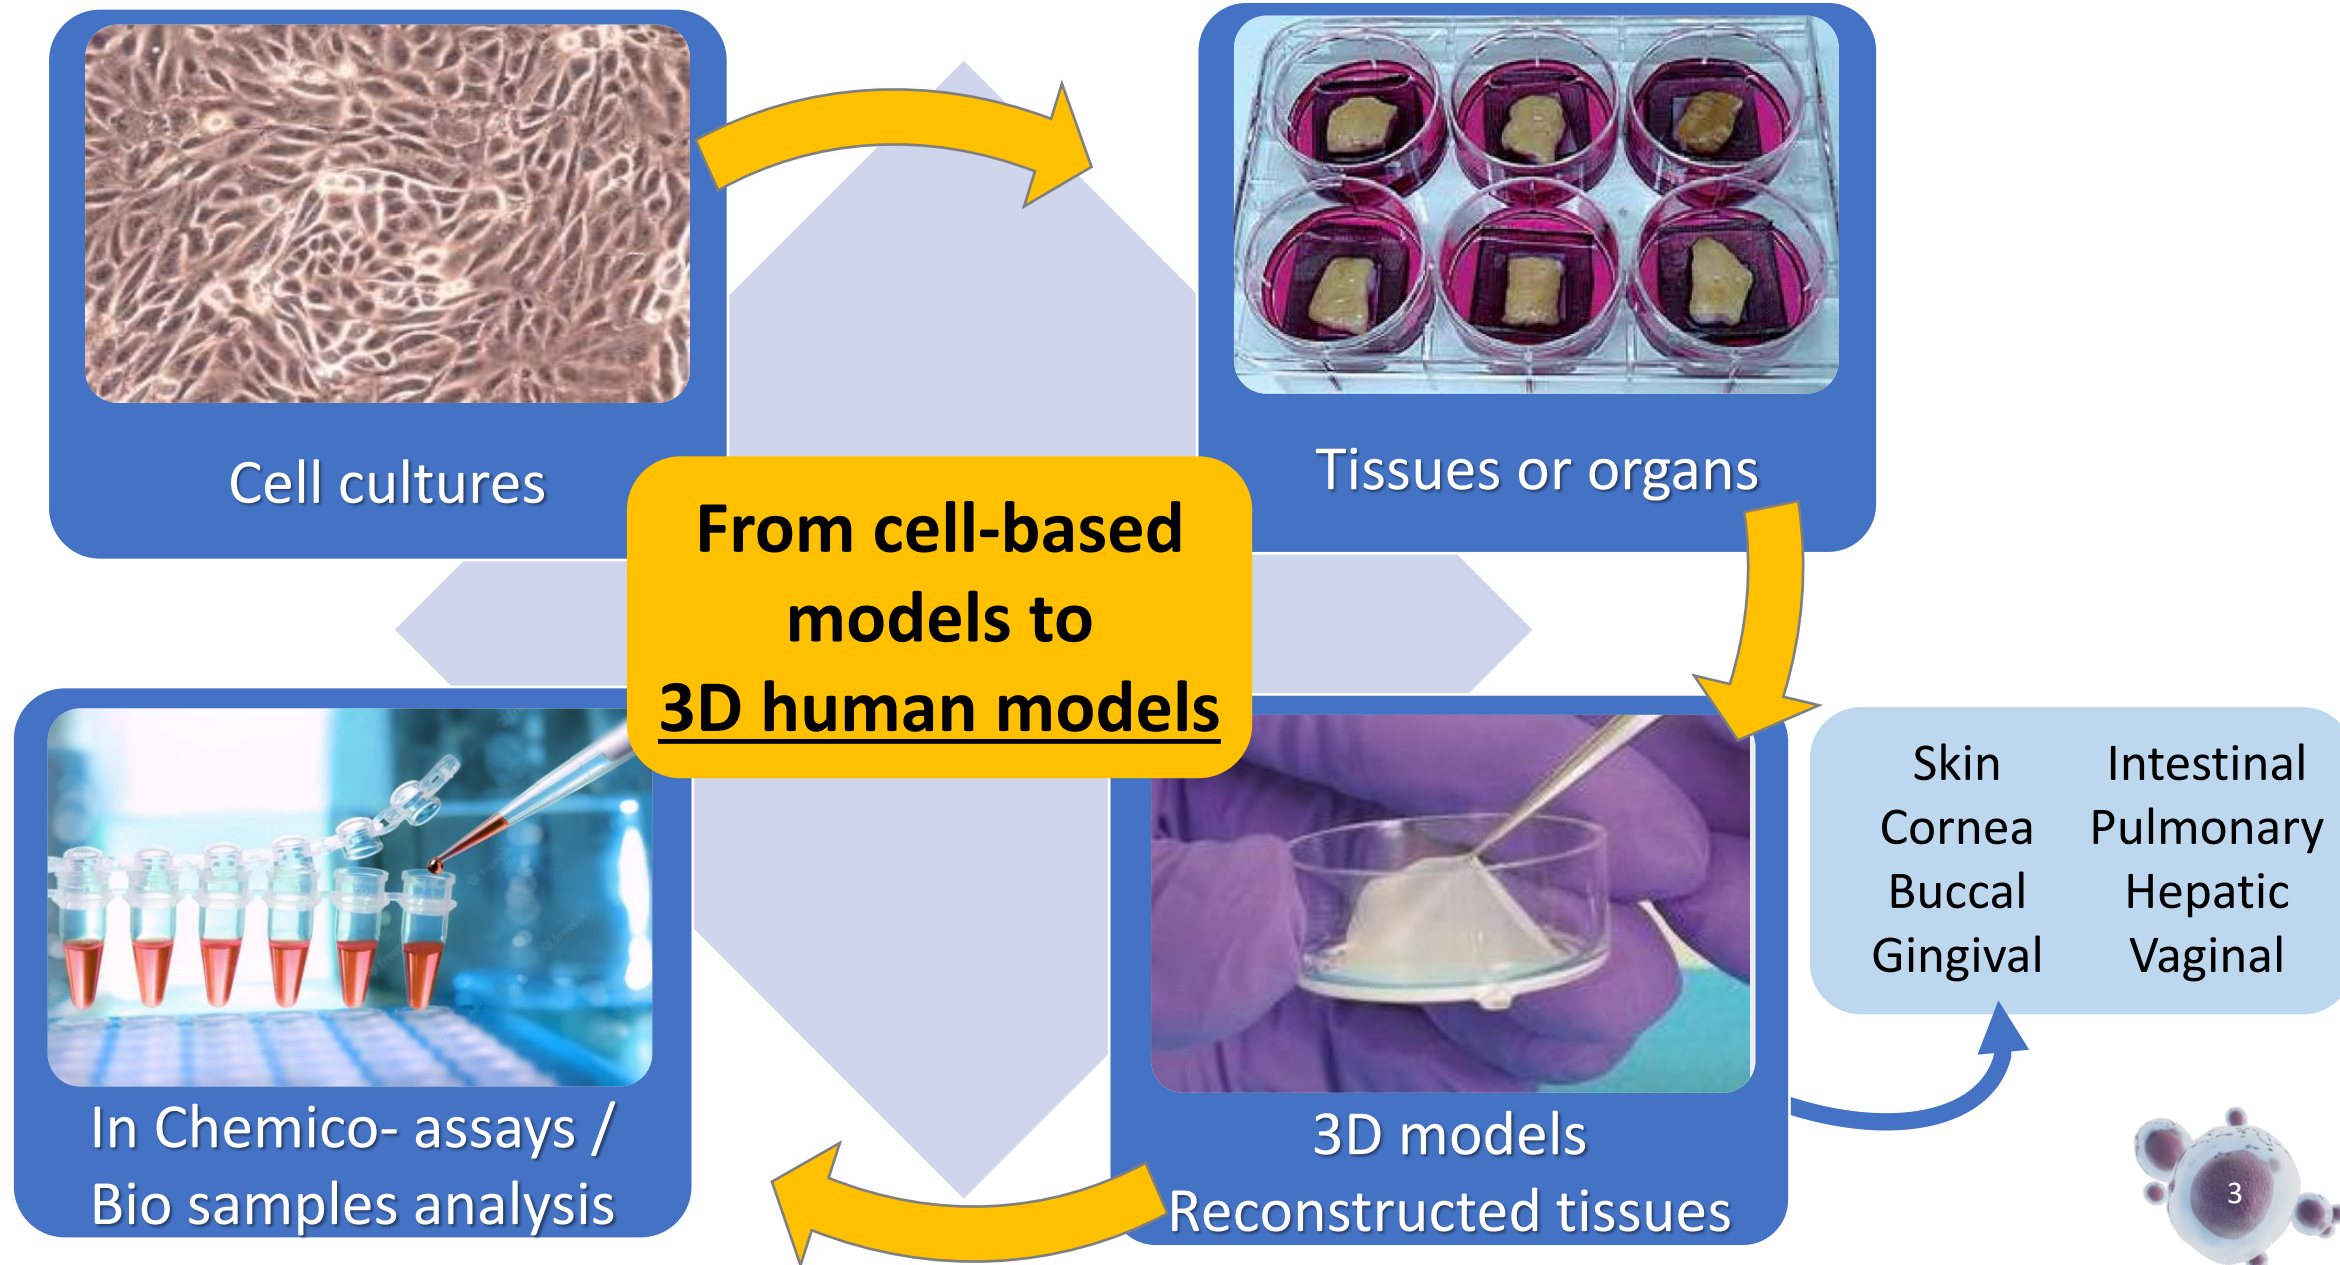 Cell cultures
Tissues or organs
From cell-based
models to
3D human models
In Chemico- assays /
Bio samples analysis
3D models
Reconstructed tissues
Skin Intestinal
Cornea Pulmonary
Buccal Hepatic
Gingival Vaginal
3